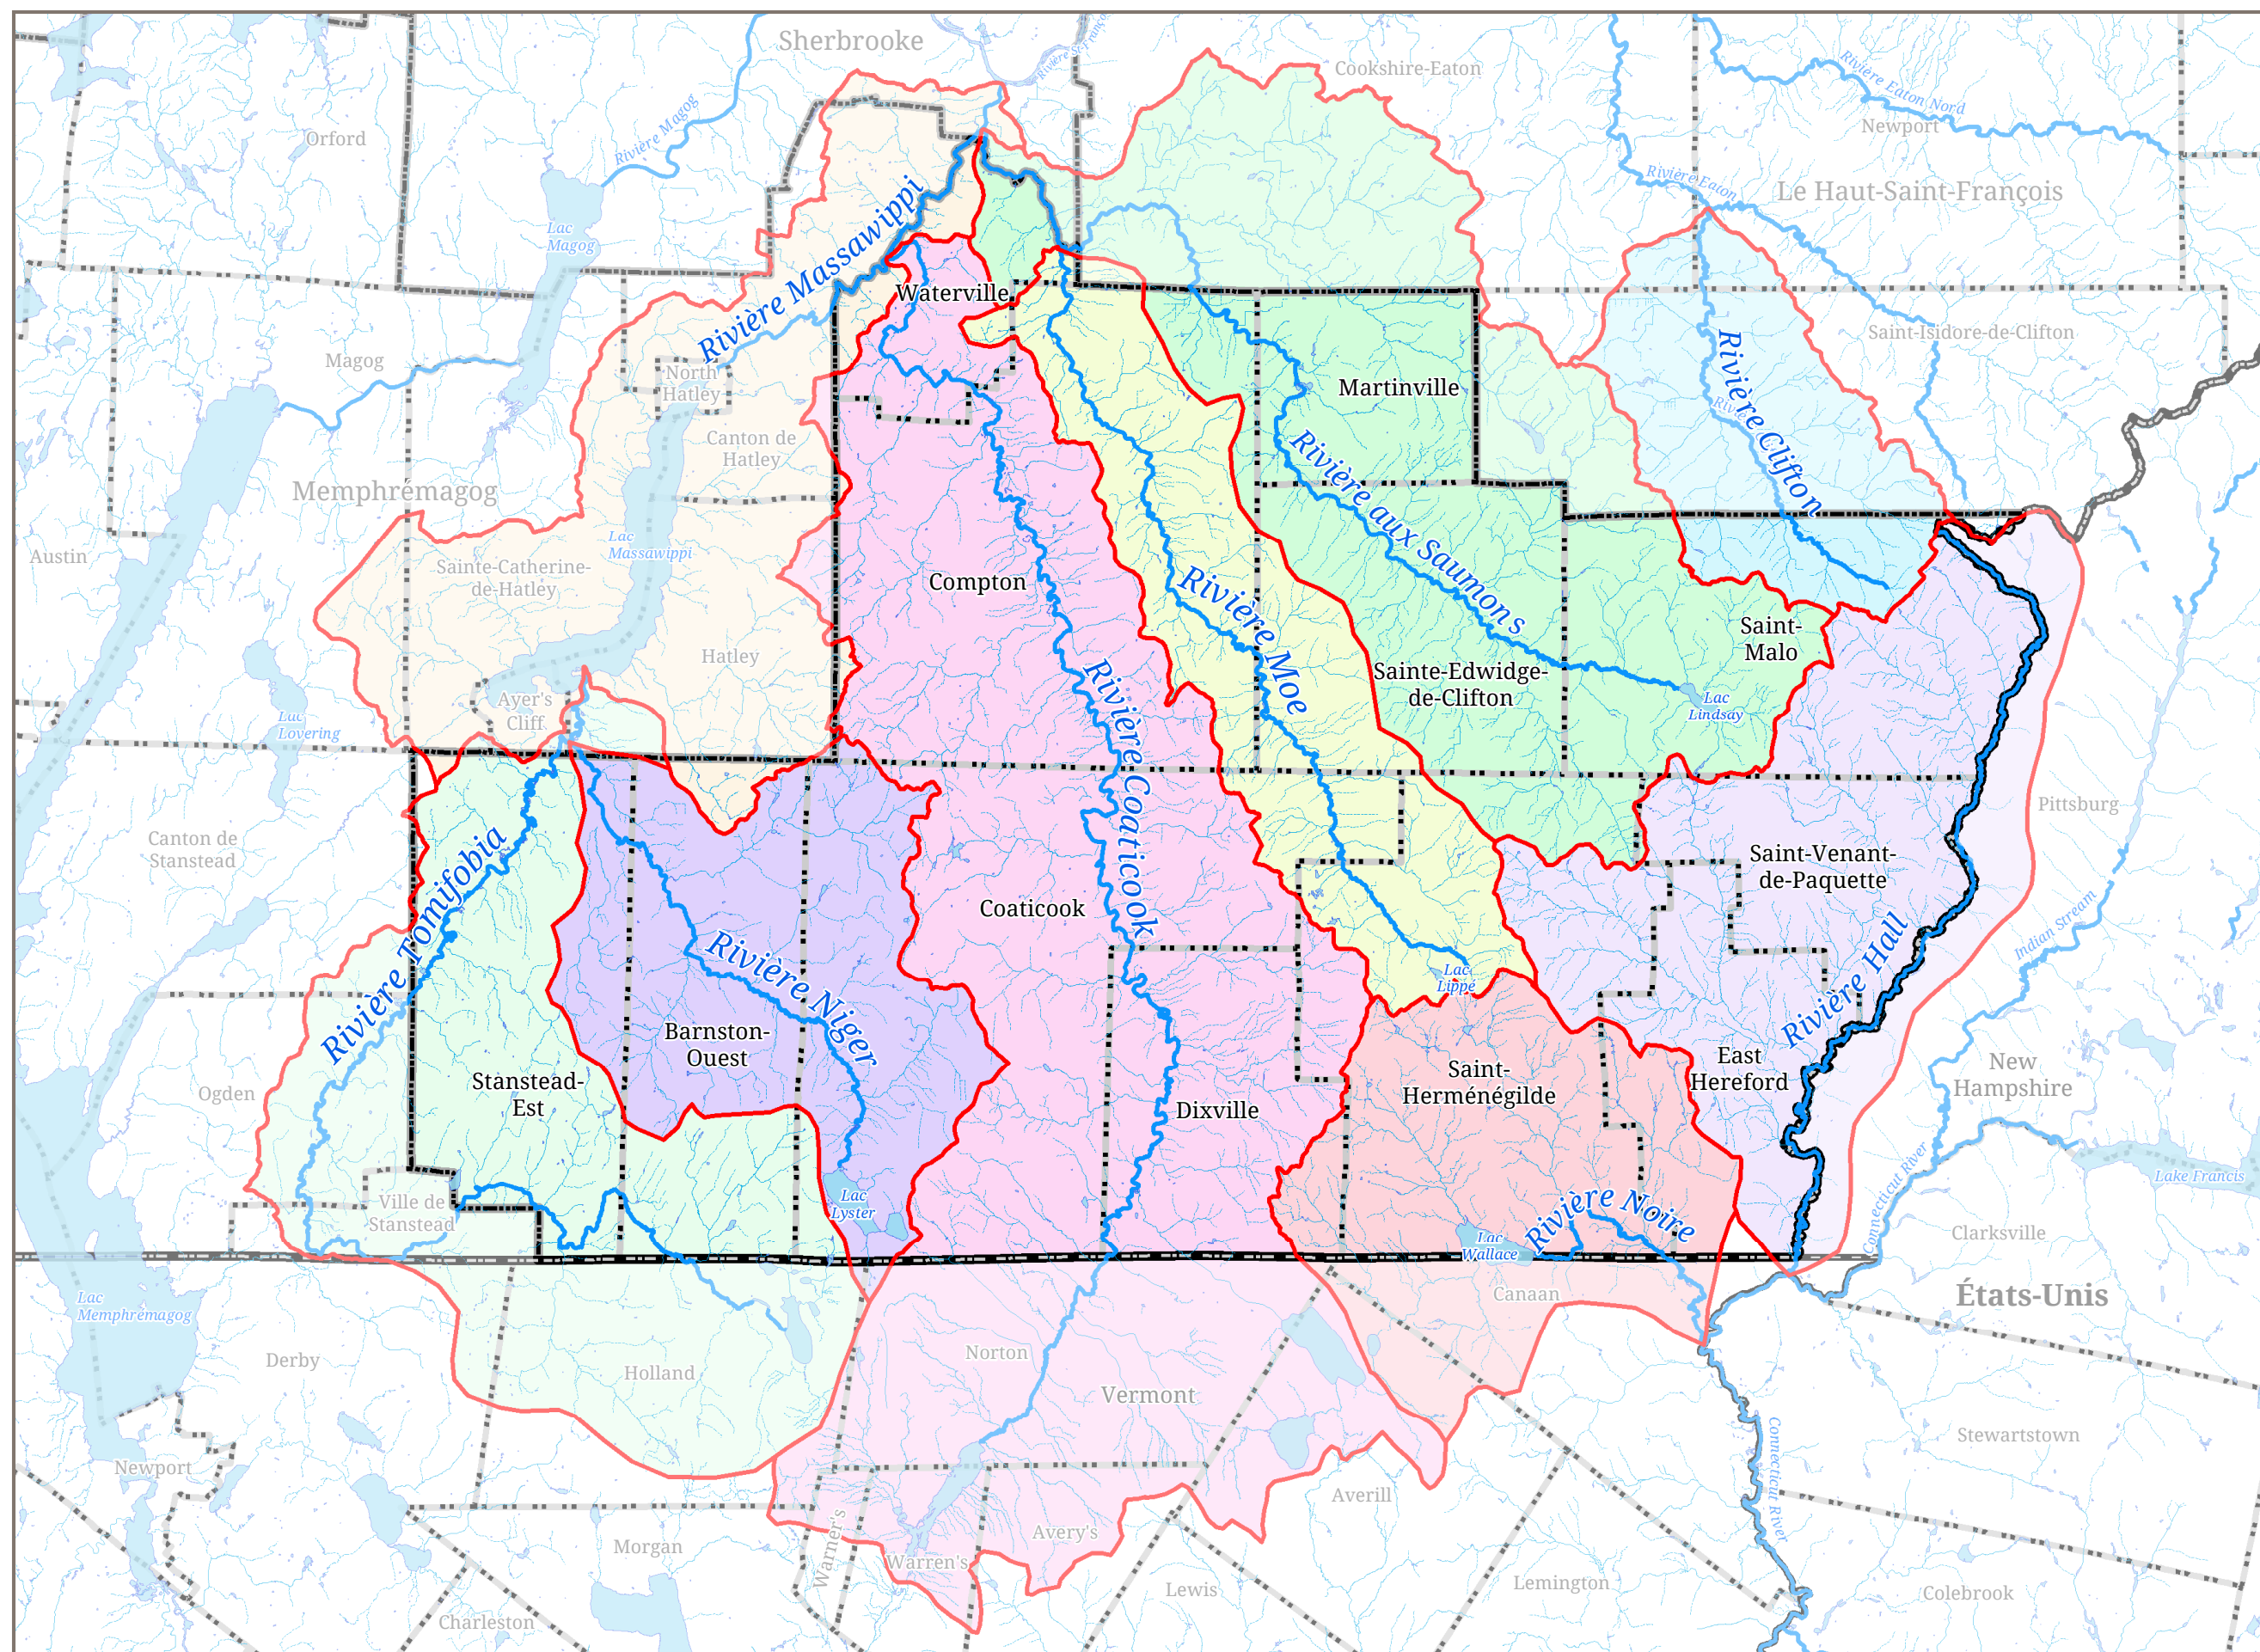 Sherbrooke
Cookshire-Eaton
Rivière St-Franço
Rivière Eaton Nord
Newport
Orford
Rivière Magog
Rivière Eaton
Le Haut-Saint-François
Lac
Magog
Rivière Massawippi
Waterville
Saint-Isidore-de-Clifton
Magog
North
Hatley
Martinville
Rivière Clifton
Riviè
Canton de
Hatley
Memphrémagog
Rivière aux Saumons
Austin
Lac
Massawippi
Sainte-Catherine-
de-Hatley
Compton
Rivière Moe
Saint-
Malo
Hatley
Sainte-Edwidge-
de-Clifton
Ayer's
Cliff
Lac
Lindsay
Lac
Lovering
Rivière Coaticook
Pittsburg
Canton de
Stanstead
Rivière Tomifobia
Saint-Venant-
de-Paquette
Coaticook
Rivière Niger
Rivière Hall
Indian Stream
Lac
Lippé
Barnston-
Ouest
Ogden
Stanstead-
Est
Saint-
Herménégilde
East
Hereford
New
Hampshire
Dixville
Connecticut River
Lake Francis
Ville de
Stanstead
Lac
Lyster
Rivière Noire
Lac
Wallace
Clarksville
Lac
Memphrémagog
Canaan
États-Unis
Derby
Holland
Norton
Vermont
Stewartstown
Connecticut River
Newport
Averill
Morgan
Warner's
Warren's
Avery's
Lewis
Lemington
Colebrook
Charleston